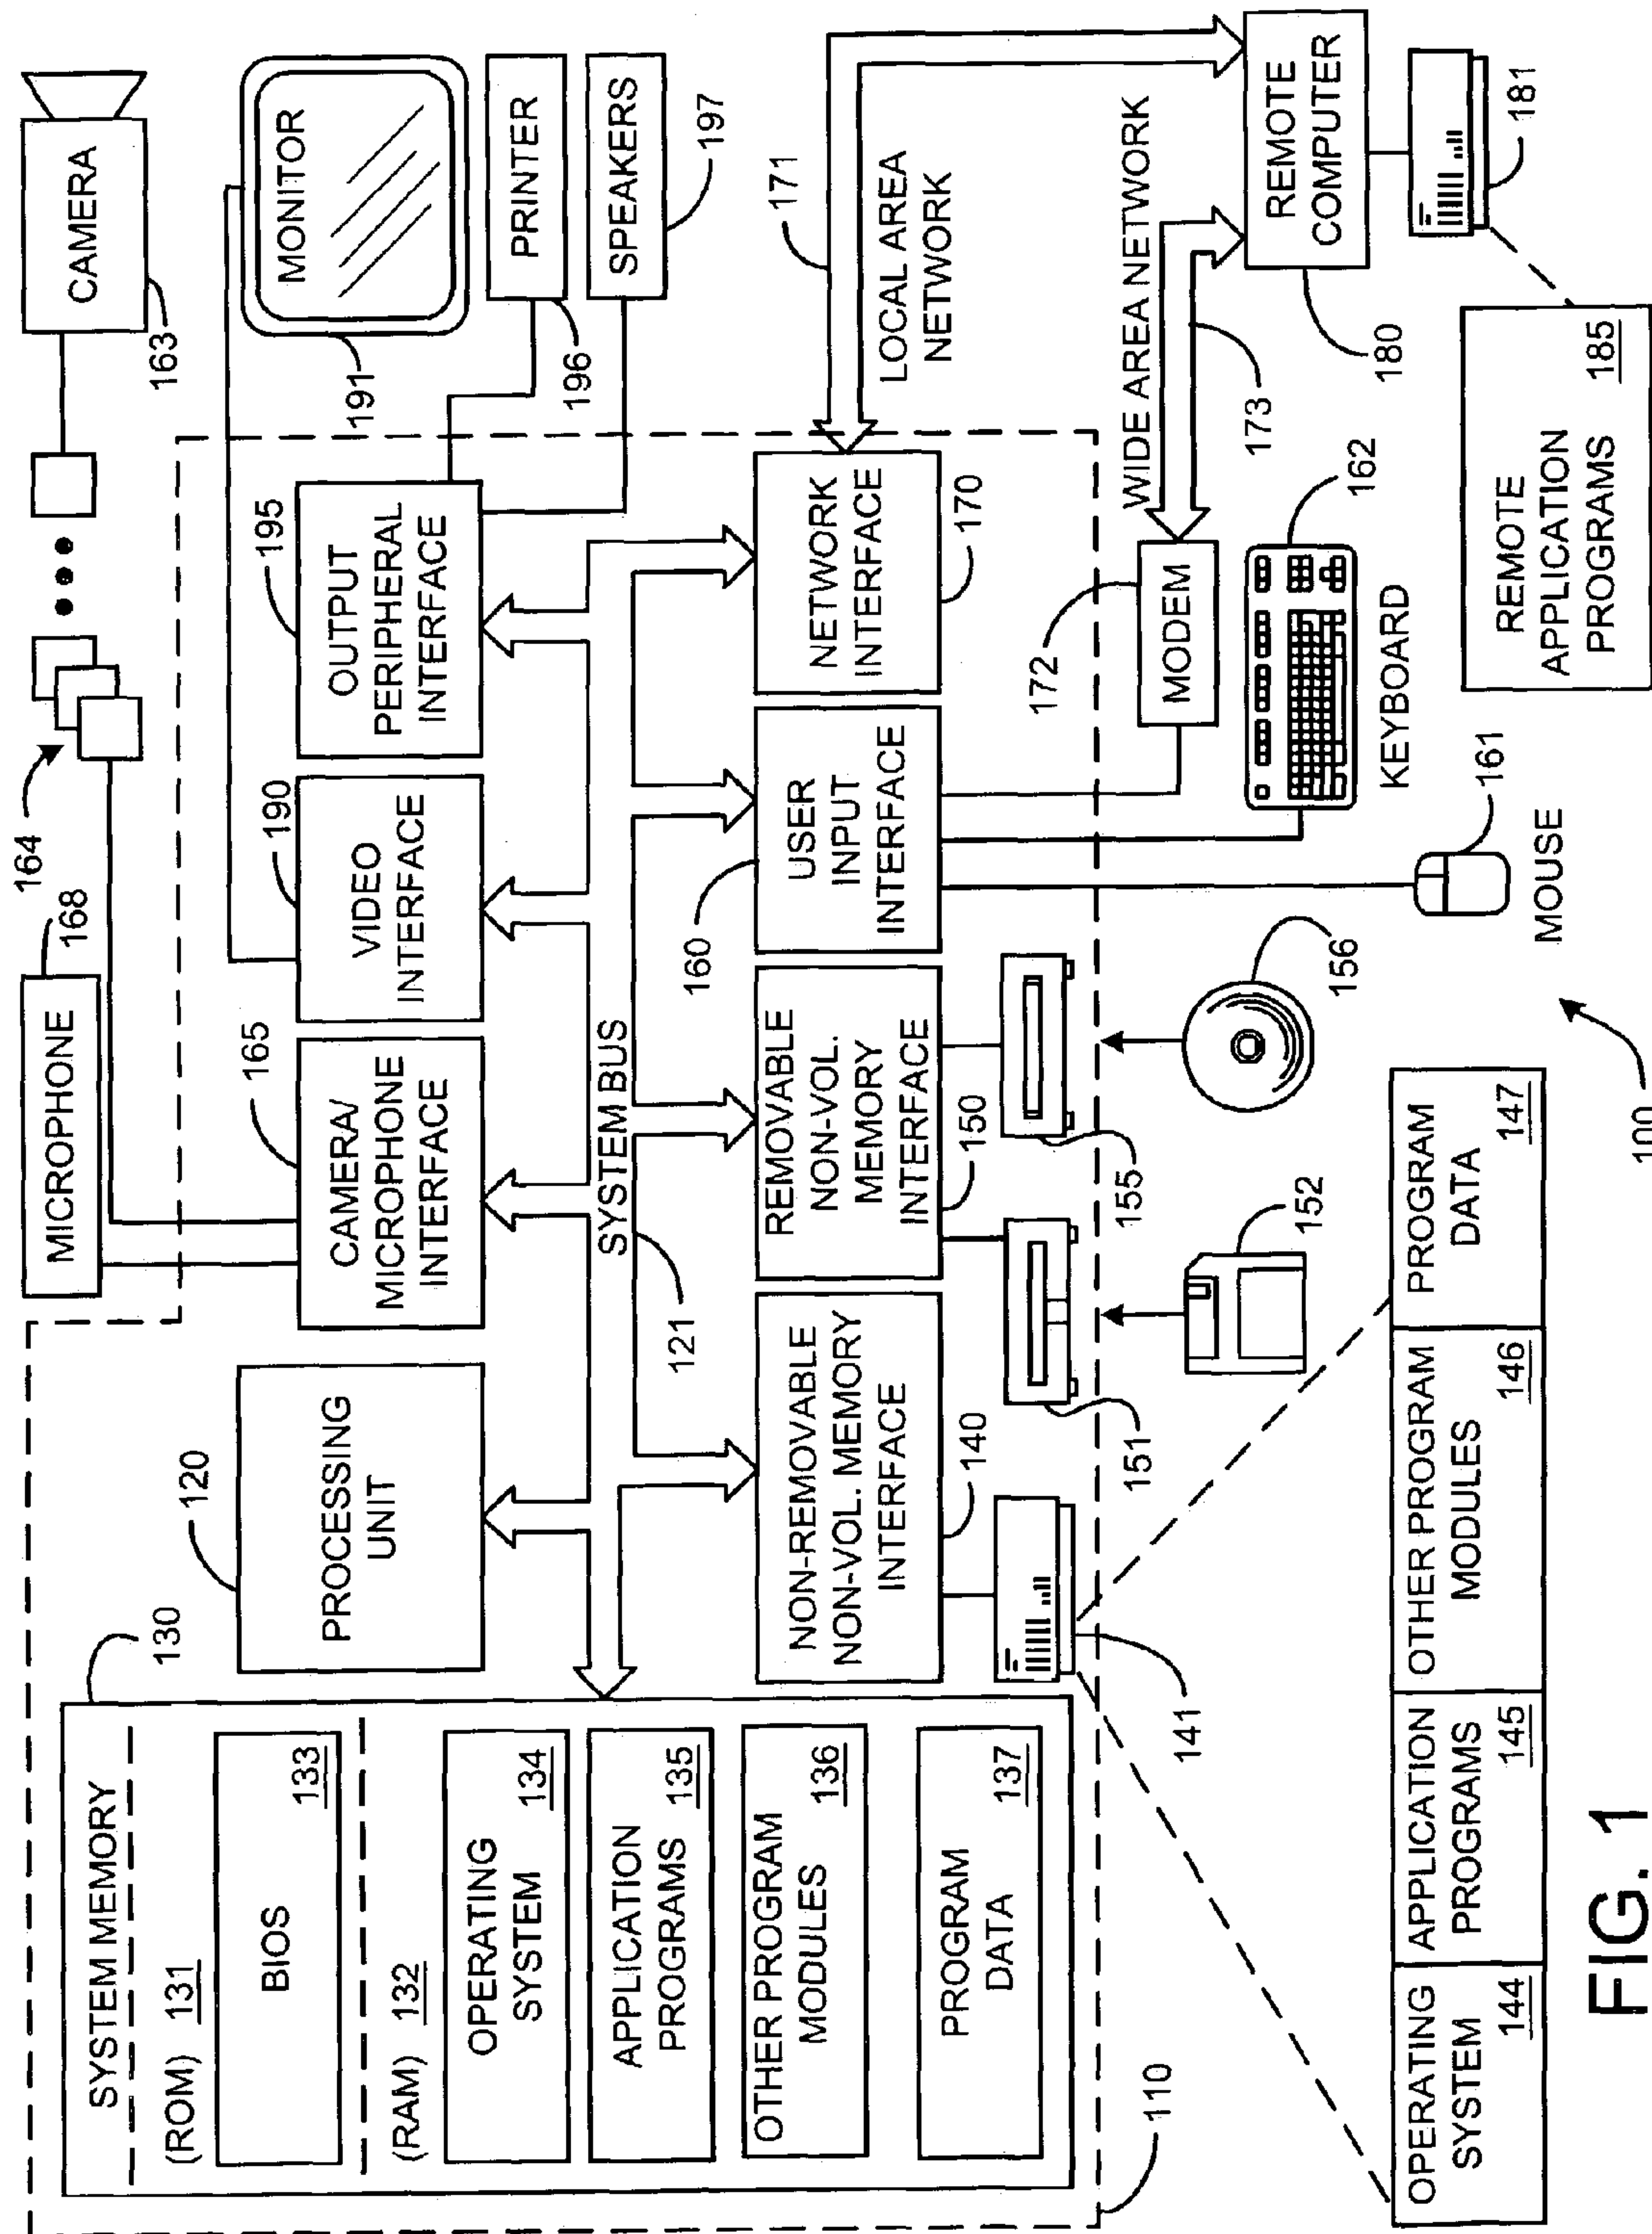 MICROPHONE
168
164
CAMERA
163
SYSTEM MEMORY
130
(ROM) 131
BIOS
133
(RAM) 132
OPERATING
SYSTEM
134
APPLICATION
PROGRAMS
135
OTHER PROGRAM
MODULES
136
PROGRAM
DATA
137
120
PROCESSING
UNIT
165
CAMERA/
MICROPHONE
INTERFACE
190
VIDEO
INTERFACE
195
OUTPUT
PERIPHERAL
INTERFACE
MONITOR
191
PRINTER
196
SPEAKERS
197
SYSTEM BUS
121
NON-REMOVABLE
NON-VOL. MEMORY
INTERFACE
140
REMOVABLE
NON-VOL.
MEMORY
INTERFACE
150
160
USER
INPUT
INTERFACE
NETWORK
INTERFACE
170
171
LOCAL AREA
NETWORK
110
141
151
155
152
156
172
MODEM
WIDE AREA NETWORK
173
REMOTE
COMPUTER
180
181
162
KEYBOARD
161
MOUSE
OPERATING
SYSTEM
144
APPLICATION
PROGRAMS
145
OTHER PROGRAM
MODULES
146
PROGRAM
DATA
147
REMOTE
APPLICATION
PROGRAMS
185
100
FIG. 1